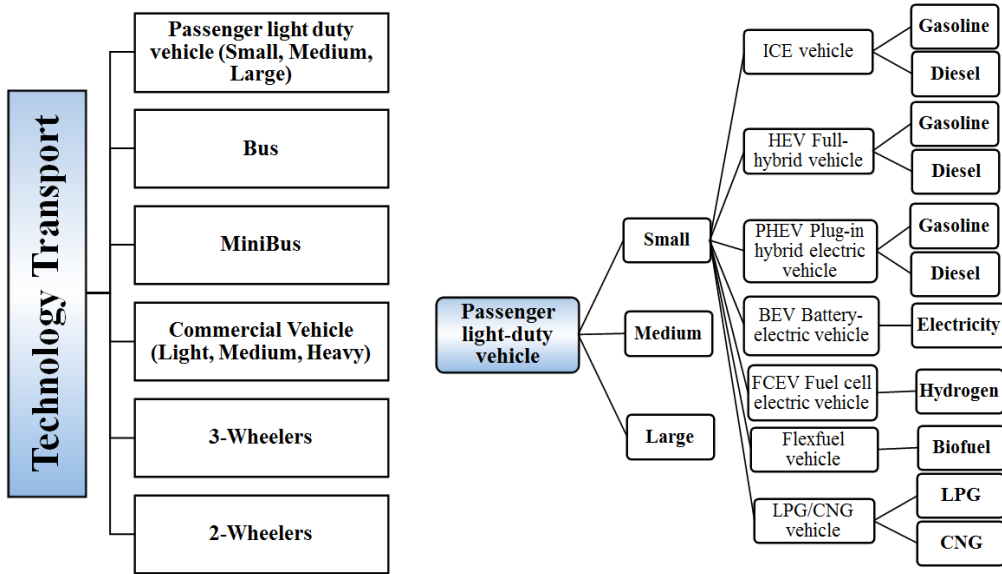 Technology Transport
Passenger light duty
vehicle (Small, Medium,
Large)
Bus
MiniBus
Commercial Vehicle
(Light, Medium, Heavy)
3-Wheelers
2-Wheelers
Passenger
light-duty
vehicle
Small
Medium
Large
ICE vehicle
Gasoline
Diesel
HEV Full-
hybrid vehicle
Gasoline
Diesel
PHEV Plug-in
hybrid electric
vehicle
Gasoline
Diesel
BEV Battery-
electric vehicle
Electricity
FCEV Fuel cell
electric vehicle
Hydrogen
Flexfuel
vehicle
Biofuel
LPG/CNG
vehicle
LPG
CNG